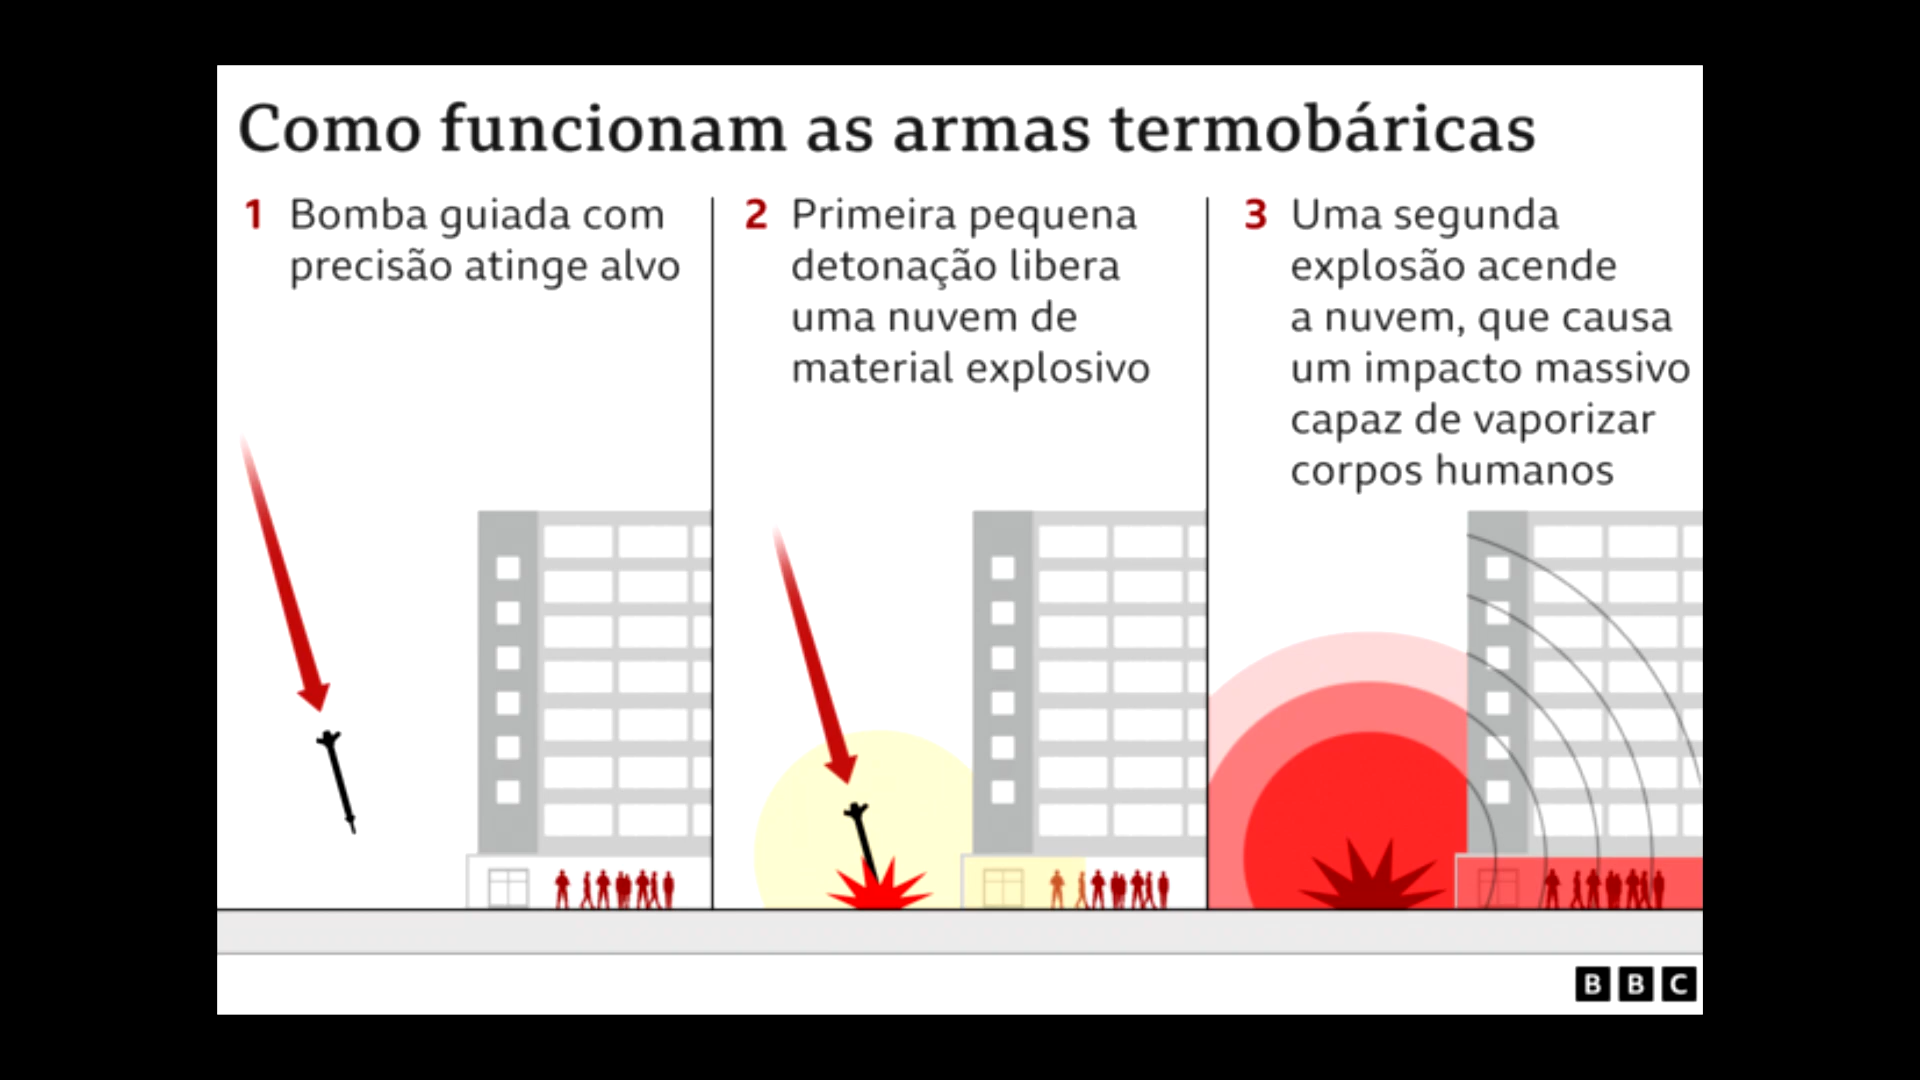 Como funcionam as armas termobáricas
1 Bomba guiada com
precisão atinge alvo
2 Primeira pequena
detonação libera
uma nuvem de
material explosivo
3 Uma segunda
explosão acende
a nuvem, que causa
um impacto massivo
capaz de vaporizar
corpos humanos
BBC